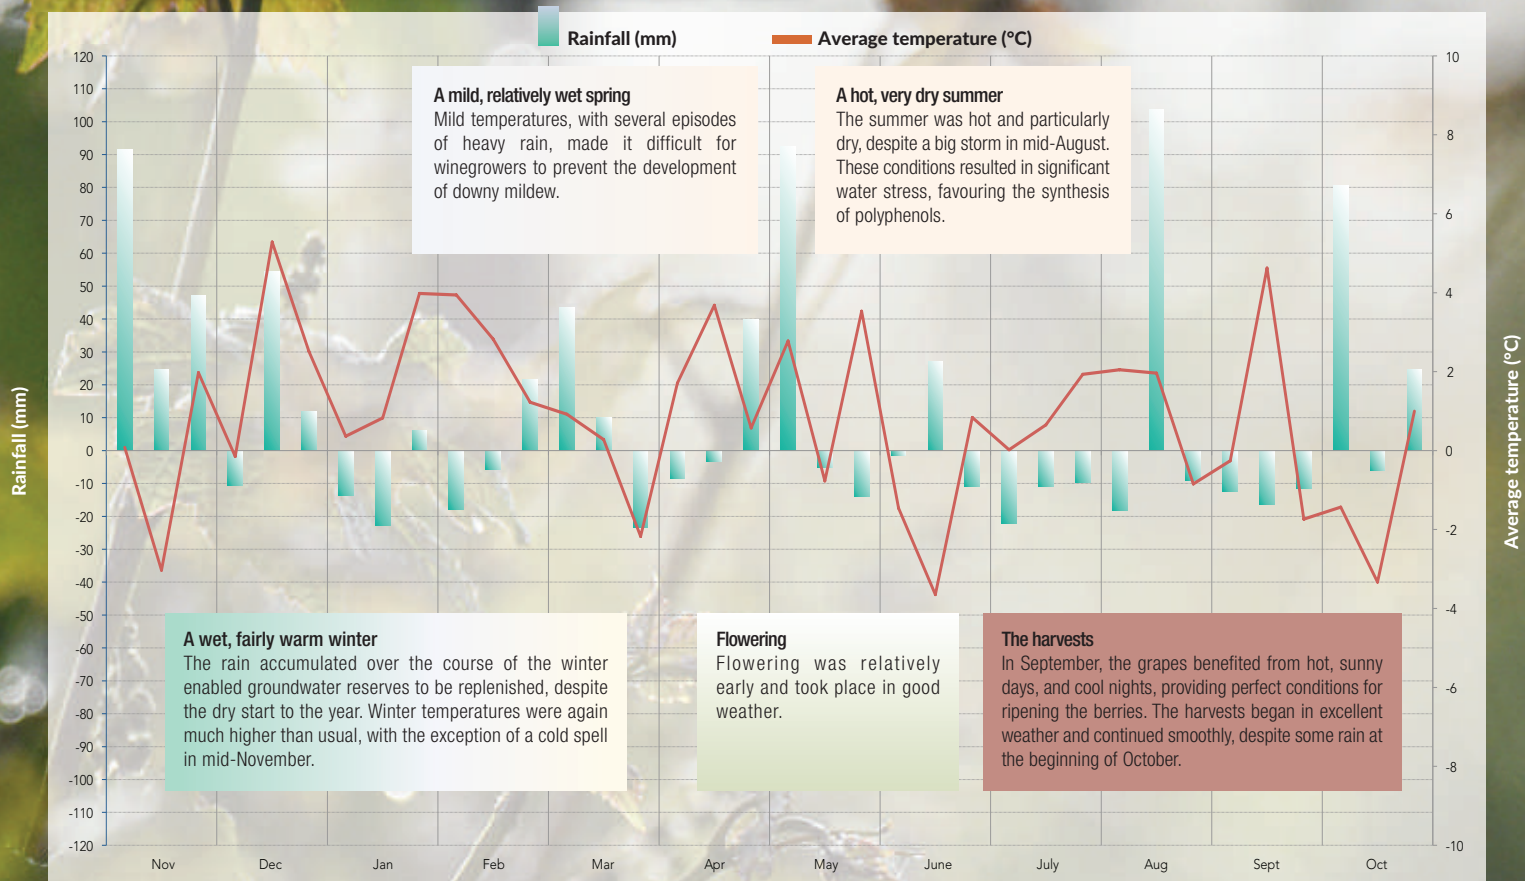 Rainfall (mm)
Average temperature (°C)
120
110
100
90
80
70
60
50
40
30
20
10
0
-10
-20
-30
-40
-50
-60
-70
-80
-90
-100
-110
-120
Rainfall (mm)
A mild, relatively wet spring
Mild temperatures, with several episodes
of heavy rain, made it difficult for
winegrowers to prevent the development
of downy mildew.
A hot, very dry summer
The summer was hot and particularly
dry, despite a big storm in mid-August.
These conditions resulted in significant
water stress, favouring the synthesis
of polyphenols.
A wet, fairly warm winter
The rain accumulated over the course of the winter
enabled groundwater reserves to be replenished, despite
the dry start to the year. Winter temperatures were again
much higher than usual, with the exception of a cold spell
in mid-November.
Flowering
Flowering was relatively
early and took place in good
weather.
The harvests
In September, the grapes benefited from hot, sunny
days, and cool nights, providing perfect conditions for
ripening the berries. The harvests began in excellent
weather and continued smoothly, despite some rain at
the beginning of October.
10
8
6
4
2
0
-2
-4
-6
-8
-10
Average temperature (°C)
Nov Dec Jan Feb Mar Apr May June July Aug Sept Oct